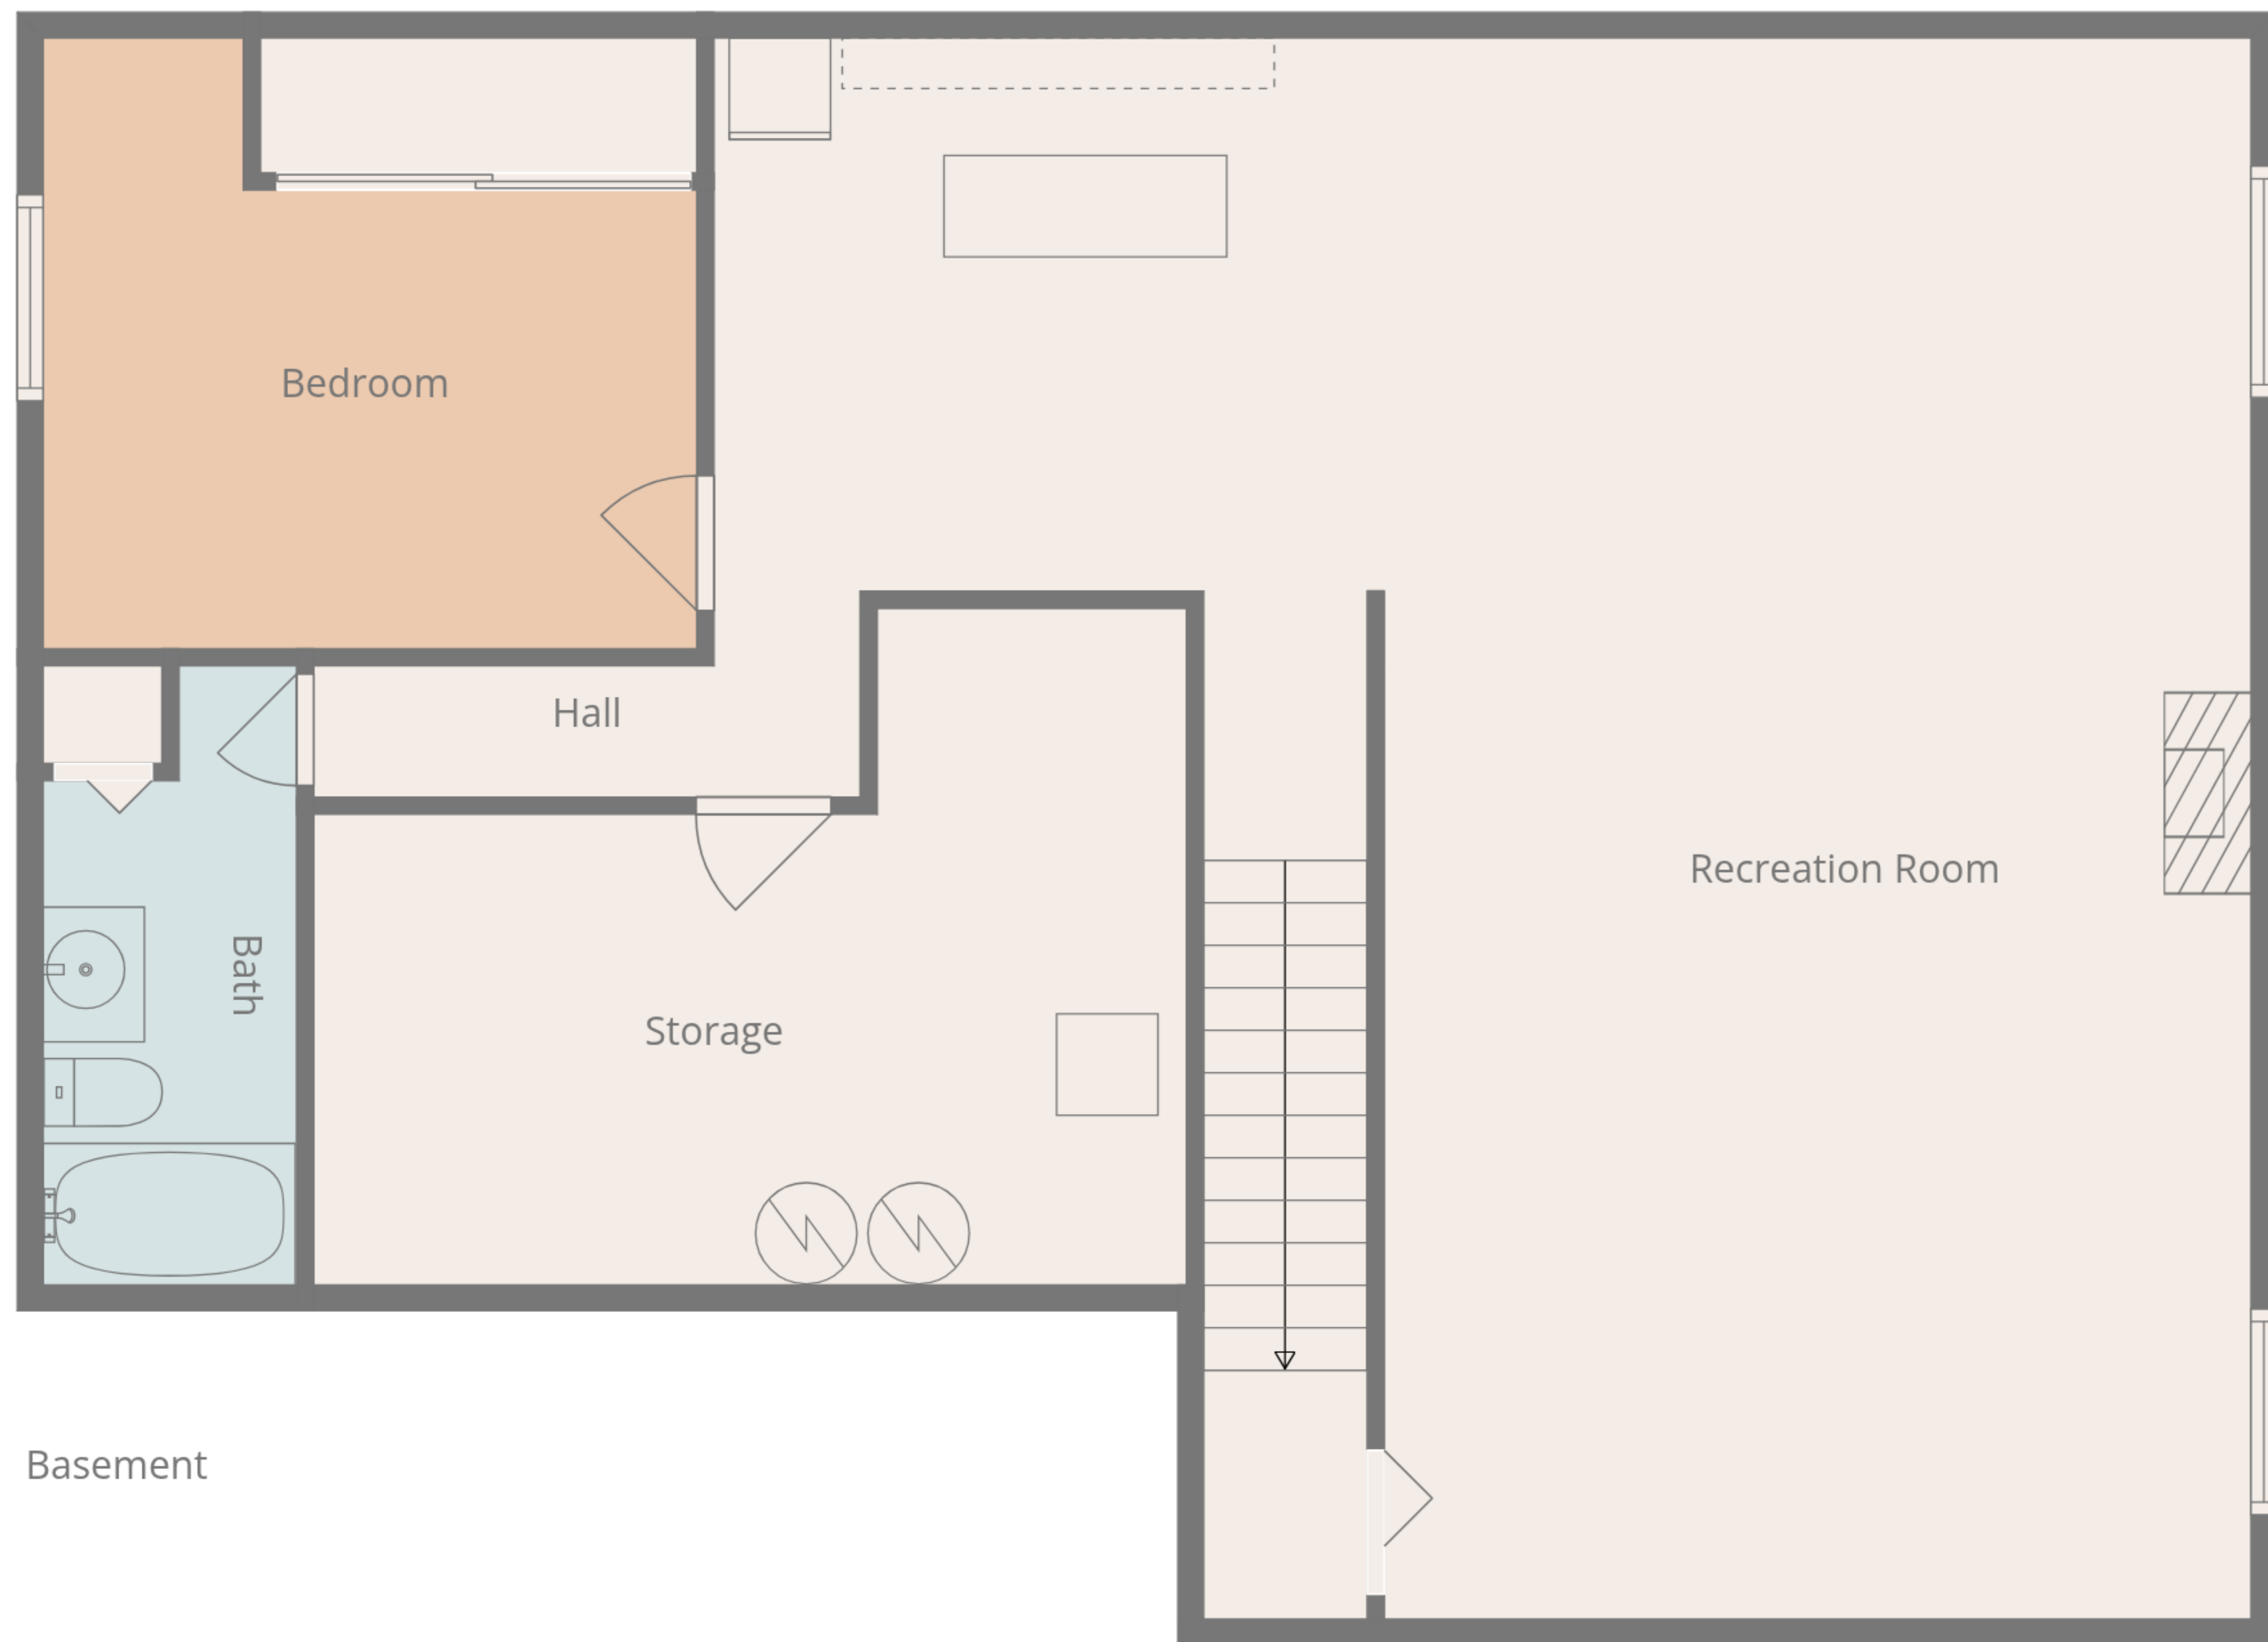 Bedroom
Hall
Recreation Room
Bath
Storage
Basement